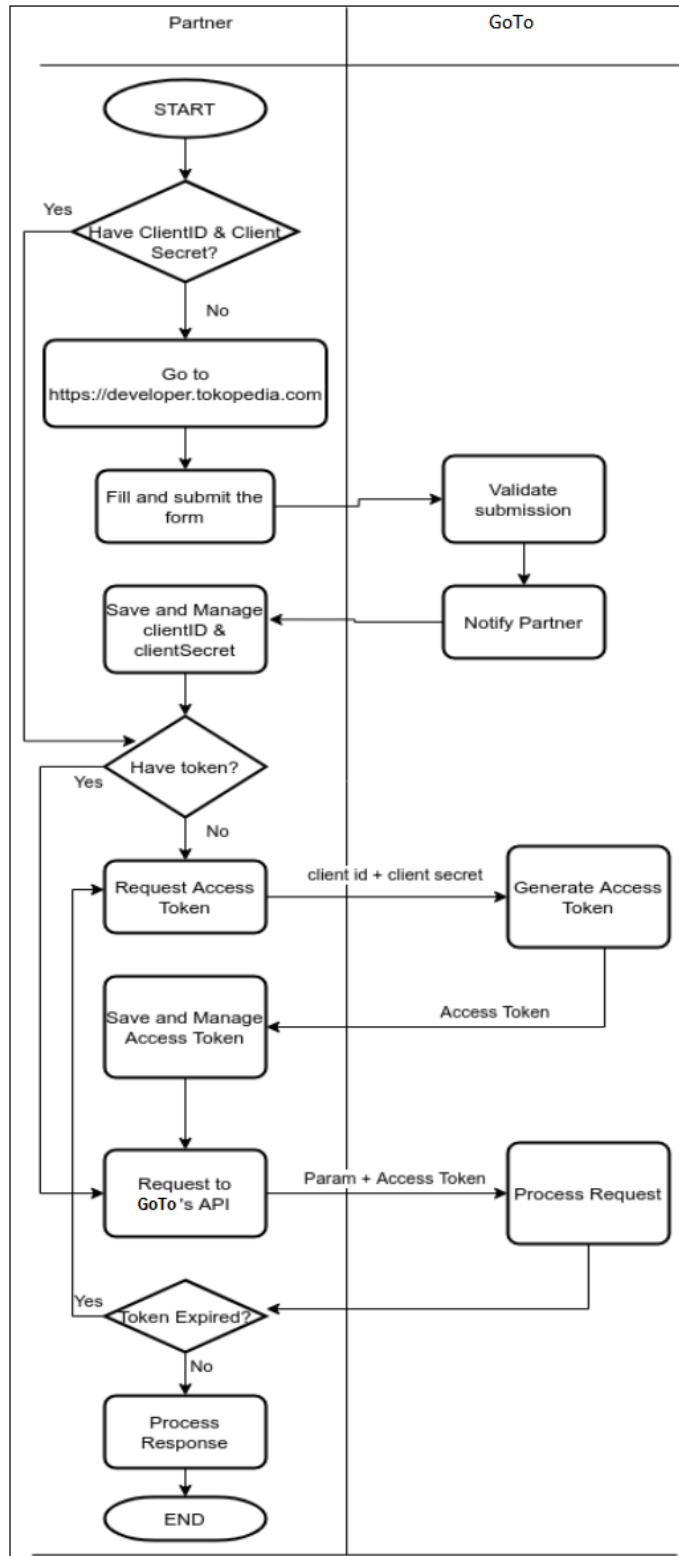 Partner
GoTo
START
Yes
Have ClientID & Client
Secret?
No
Go to
https://developer.tokopedia.com
Fill and submit the
form
Validate
submission
Notify Partner
Save and Manage
clientID &
clientSecret
Have token?
Yes
No
Request Access
Token
client id + client secret
Generate Access
Token
Access Token
Save and Manage
Access Token
Request to
GoTo's API
Param + Access Token
Process Request
Yes
Token Expired?
No
Process
Response
END